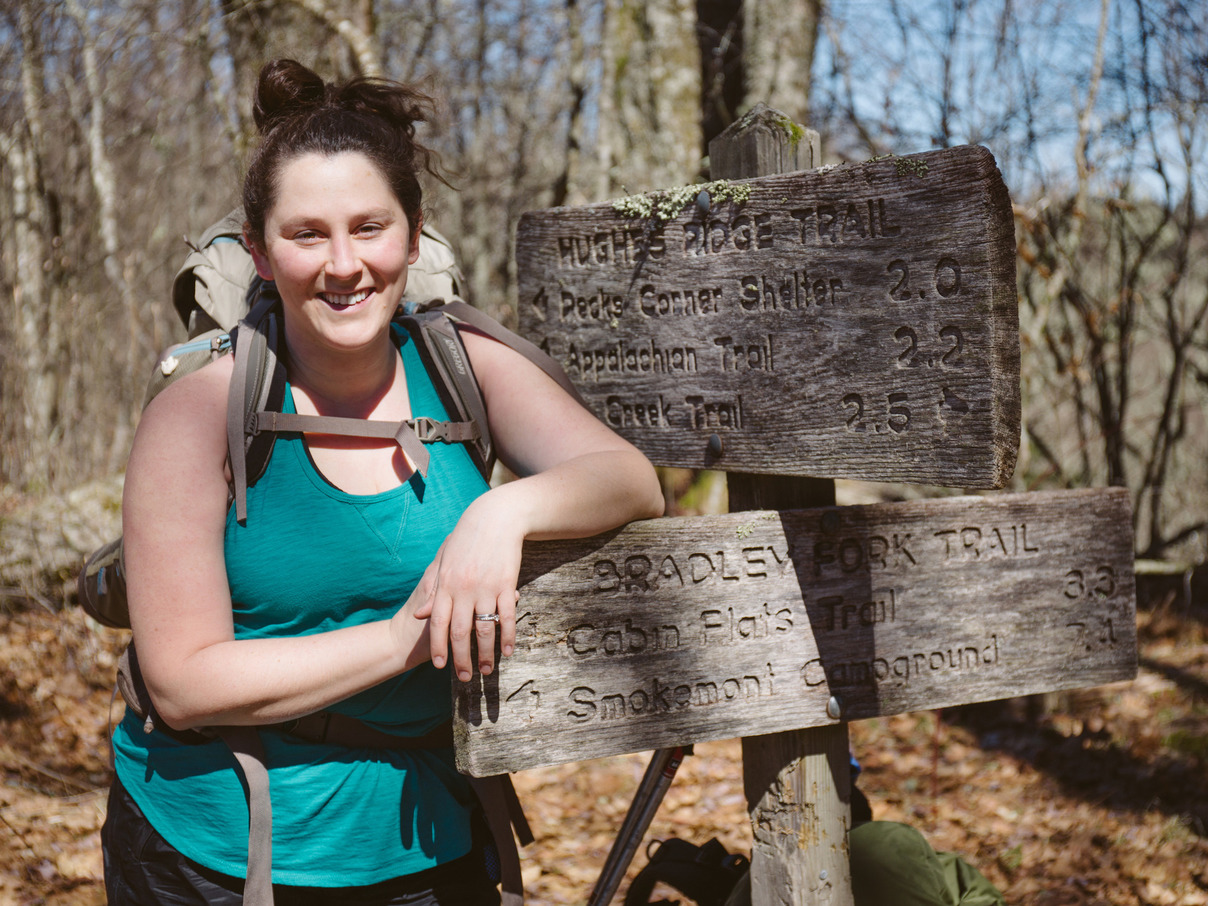 HUGHES RIDGE TRAIL
Pecks Corner Shelter 2.0
Appalachian Trail 2.2
Creek Trail 2.5
BRADLEY FORK TRAIL
Cabin Flats Trail 3.3
Smokemont Campground 7.4